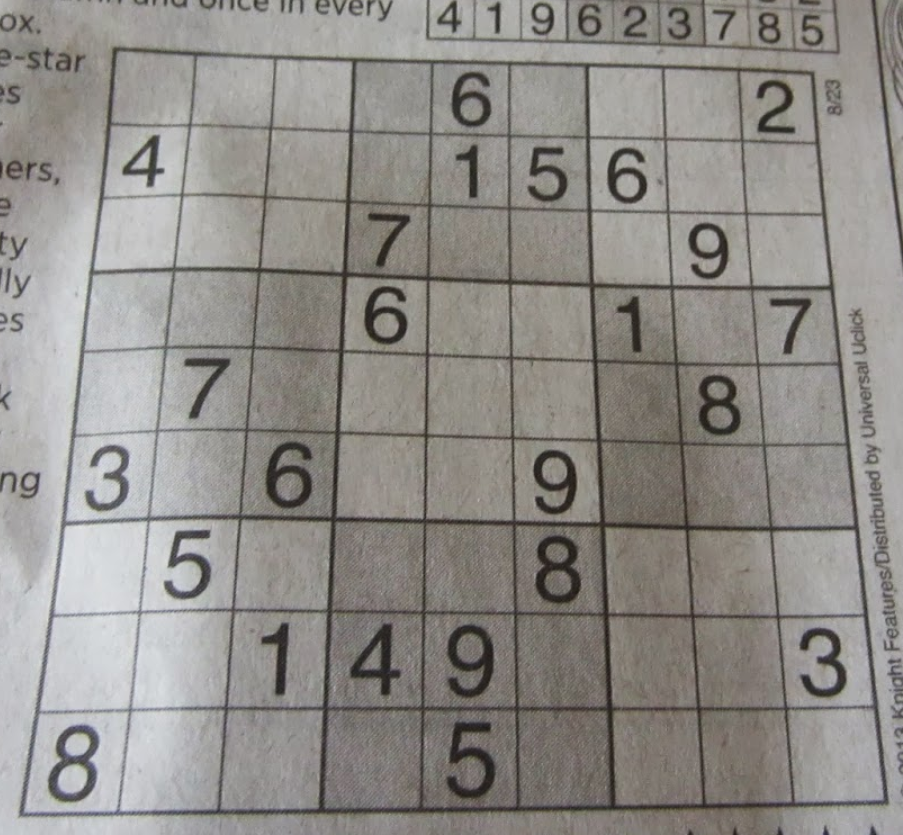 ox.
and once in every
4 1 9 6 2 3 7 8 5
e-star
es
ners,
e
ty
lly
es
k
ng
8/23
6 2
4 1 5 6
7 9
6 1 7
7 8
3 6 9
5 8
1 4 9 3
8 5
2013 Knight Features/Distributed by Universal Uclick